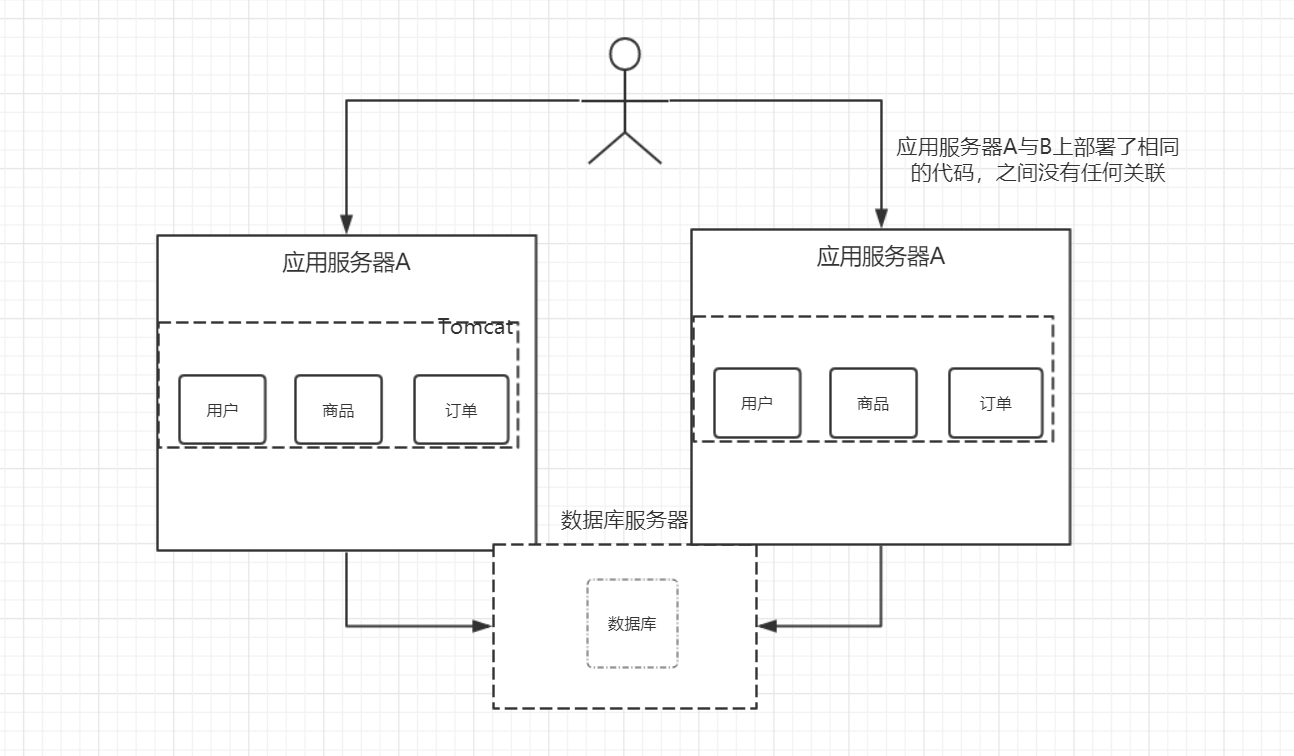 应用服务器A与B上部署了相同
的代码，之间没有任何关联
应用服务器A
应用服务器A
Tomcat
用户
商品
订单
用户
商品
订单
数据库服务器
数据库